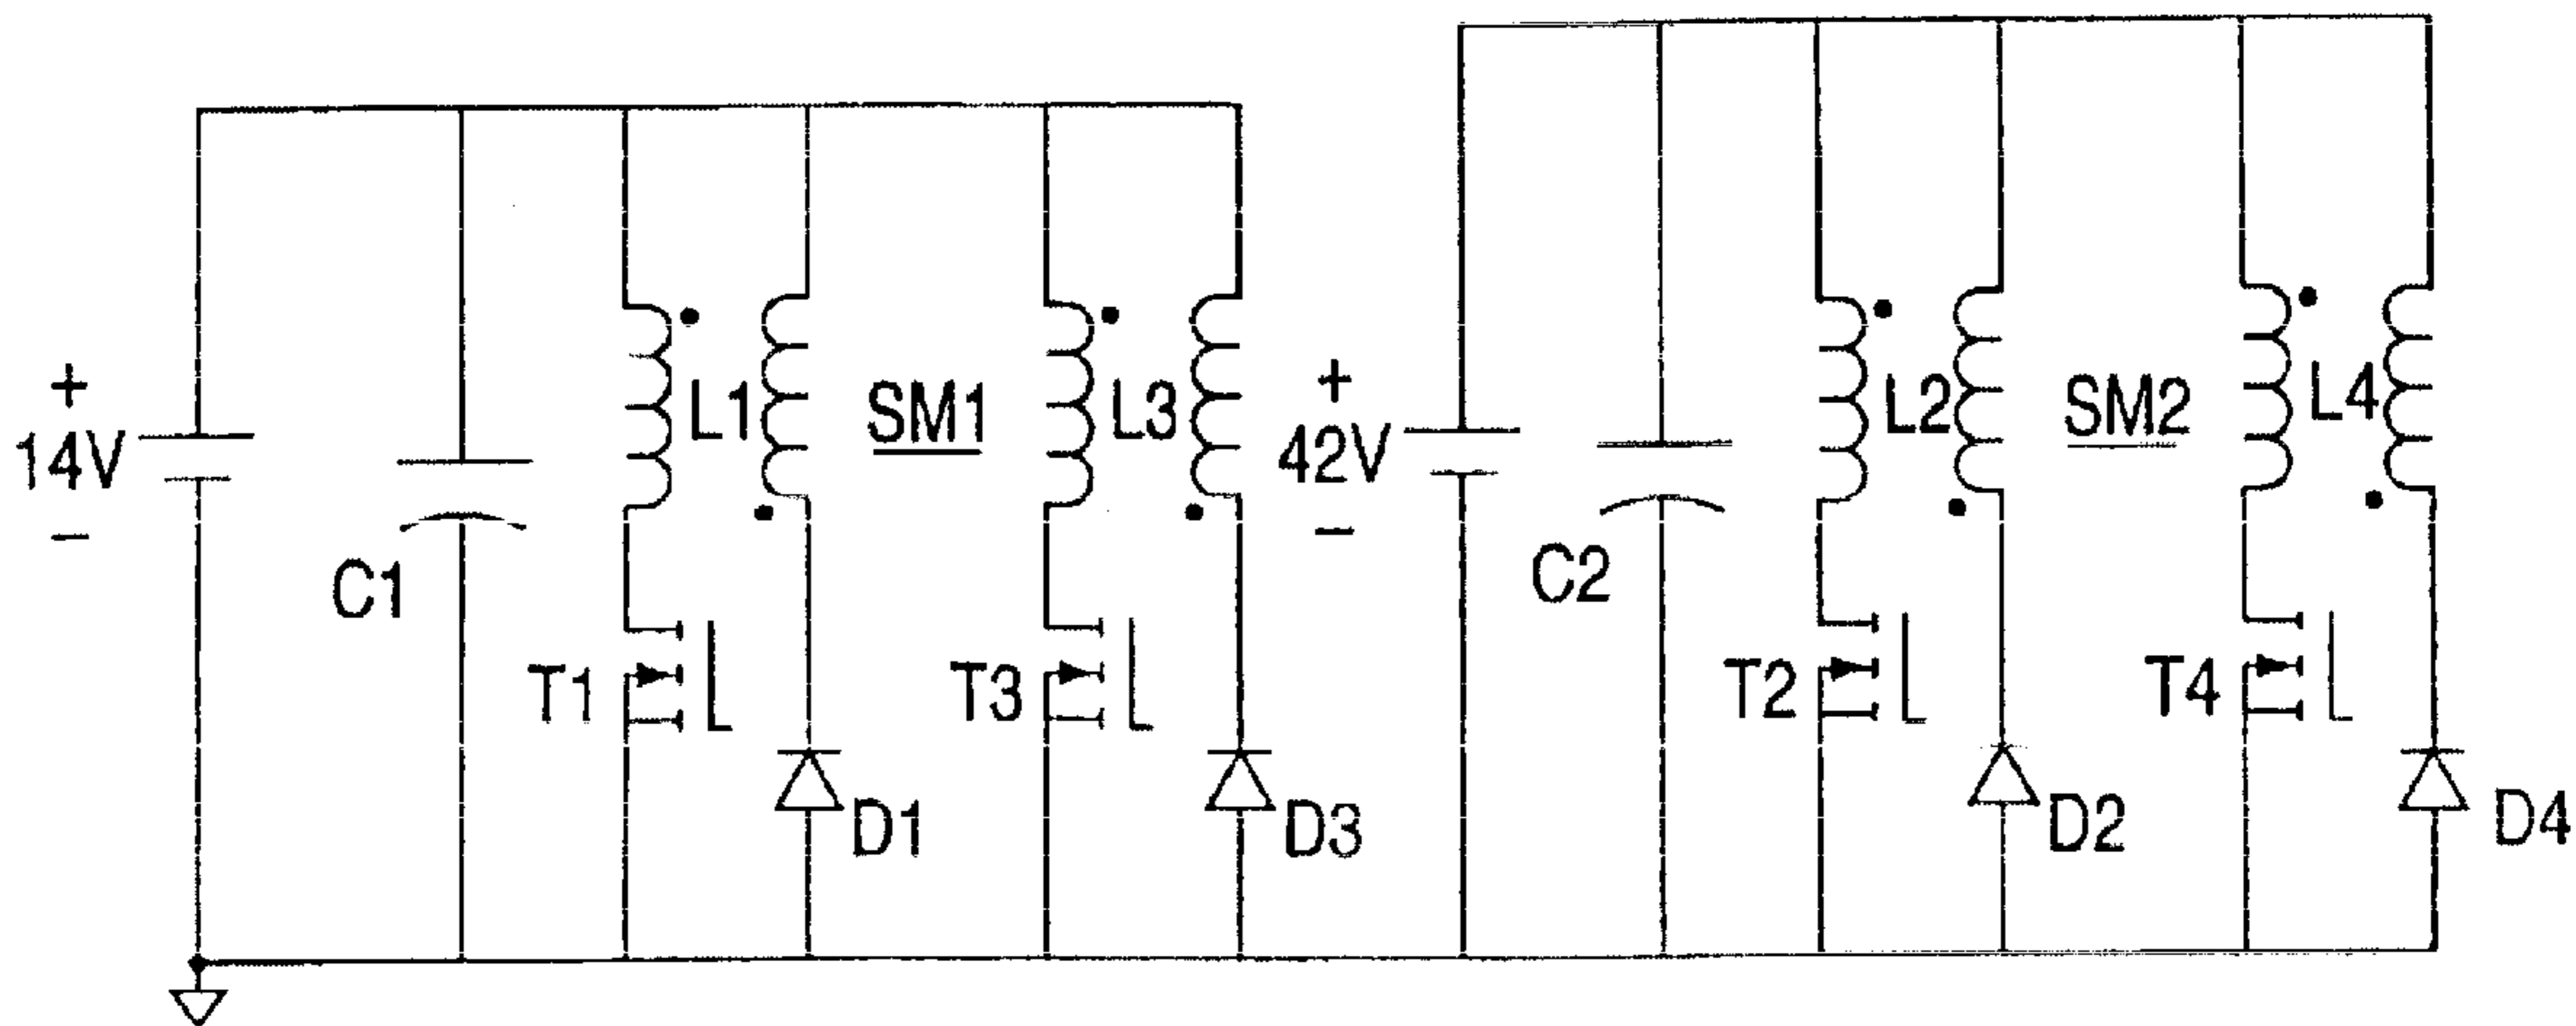 +
14V
−
C1
L1
SM1
L3
T1
T3
D1
D3
+
42V
−
C2
L2
SM2
L4
T2
T4
D2
D4